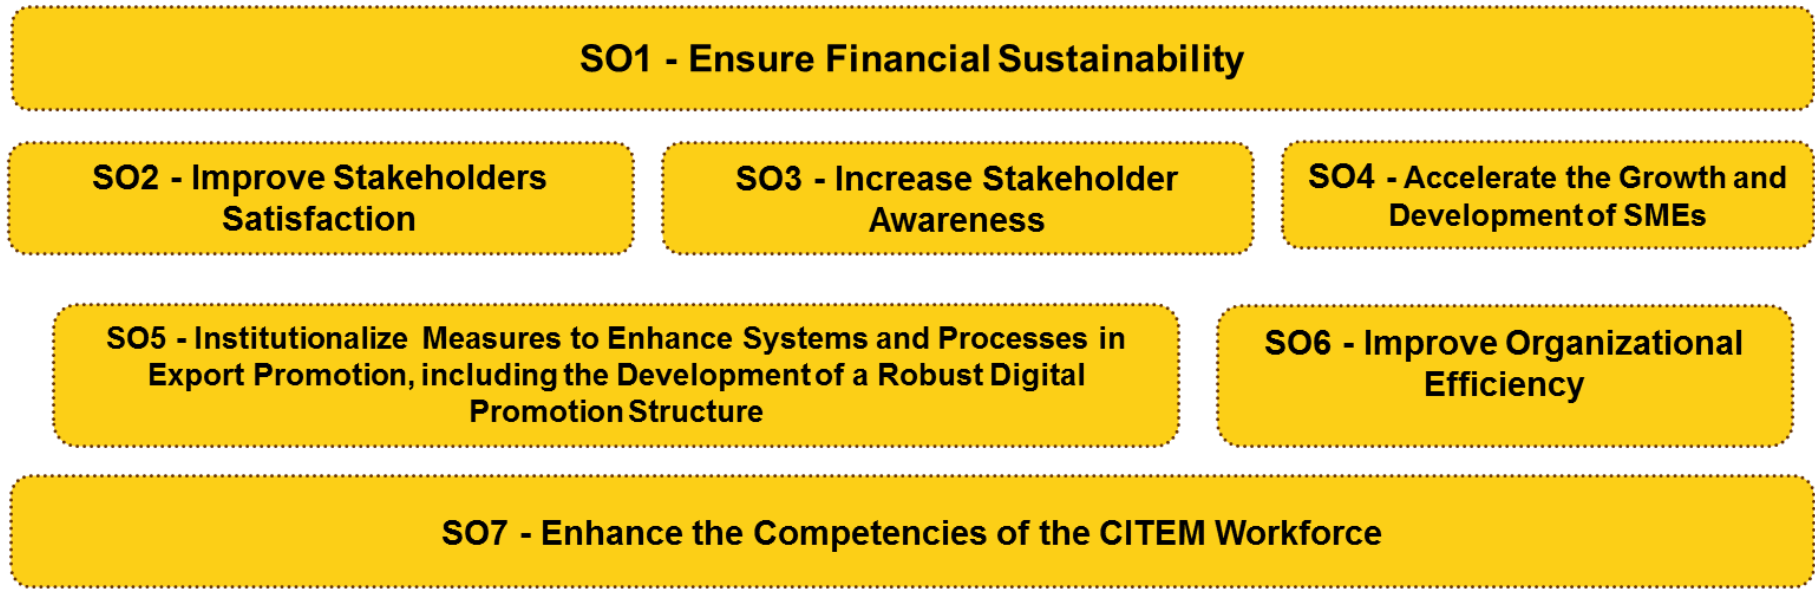 SO1 - Ensure Financial Sustainability
SO2 - Improve Stakeholders
Satisfaction
SO3 - Increase Stakeholder
Awareness
SO4 - Accelerate the Growth and
Development of SMEs
SO5 - Institutionalize Measures to Enhance Systems and Processes in
Export Promotion, including the Development of a Robust Digital
Promotion Structure
SO6 - Improve Organizational
Efficiency
SO7 - Enhance the Competencies of the CITEM Workforce